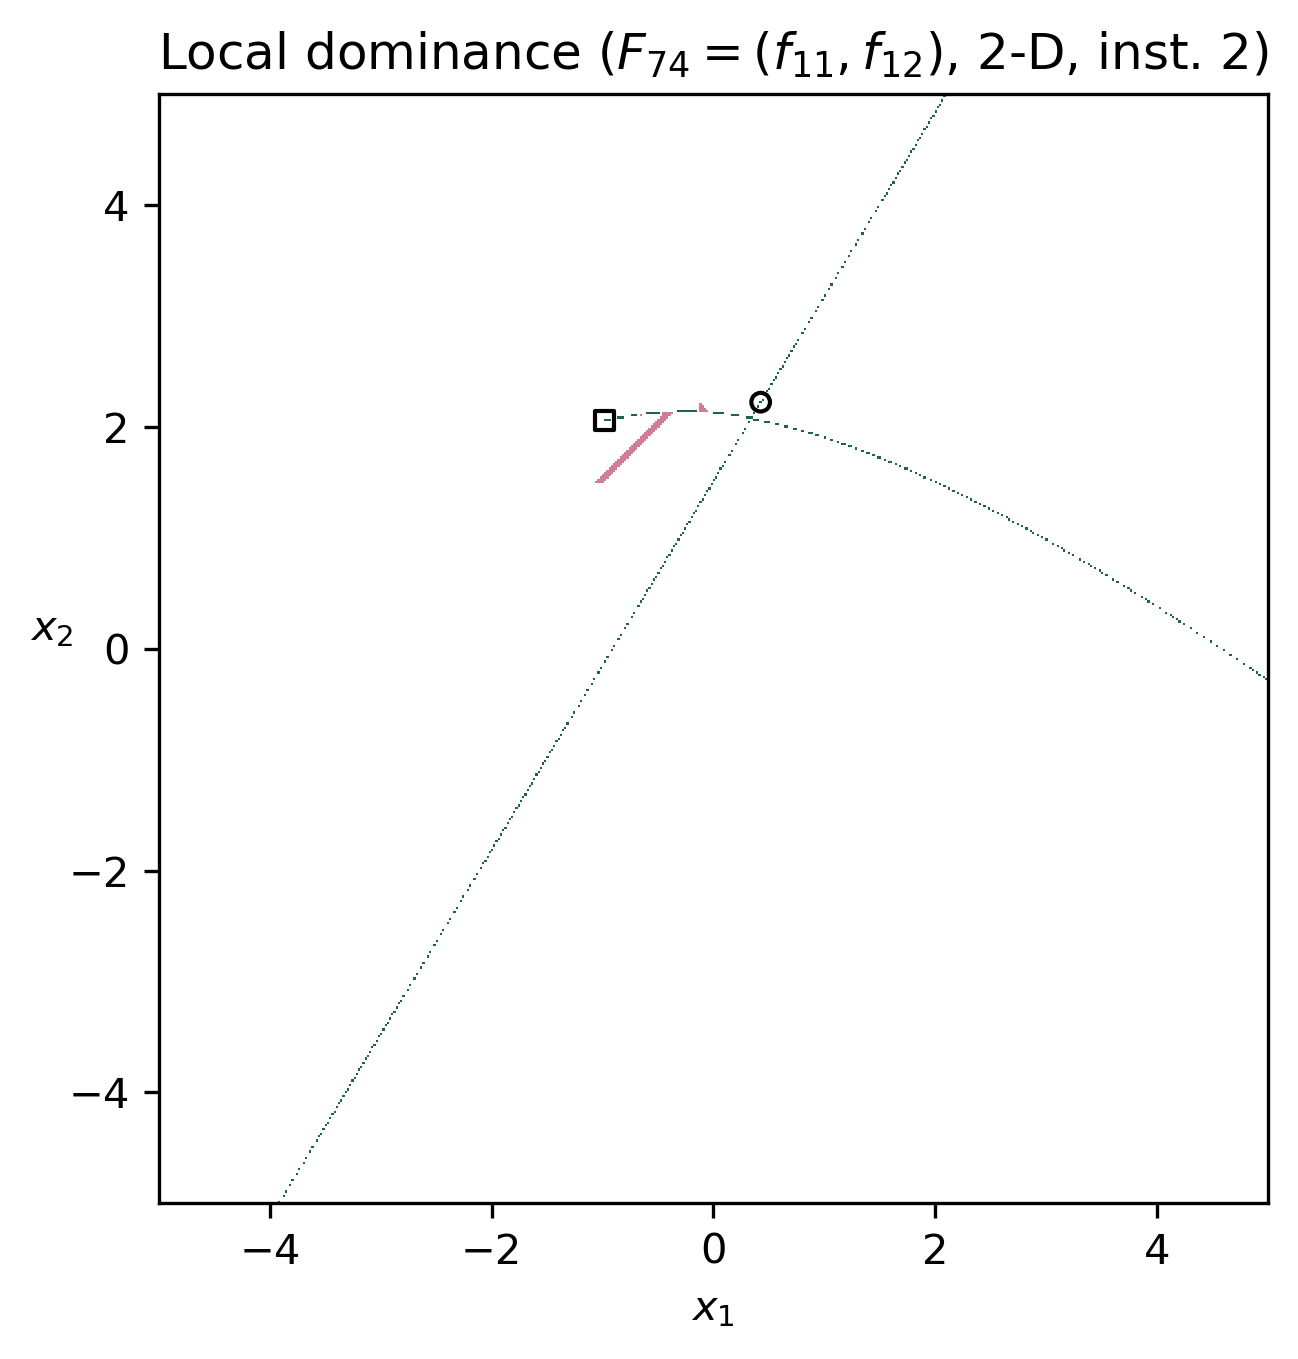 Local dominance (F₇₄ = (f₁₁, f₁₂), 2-D, inst. 2)
4
2
x₂ 0
−2
−4
−4 −2 0 2 4
x₁